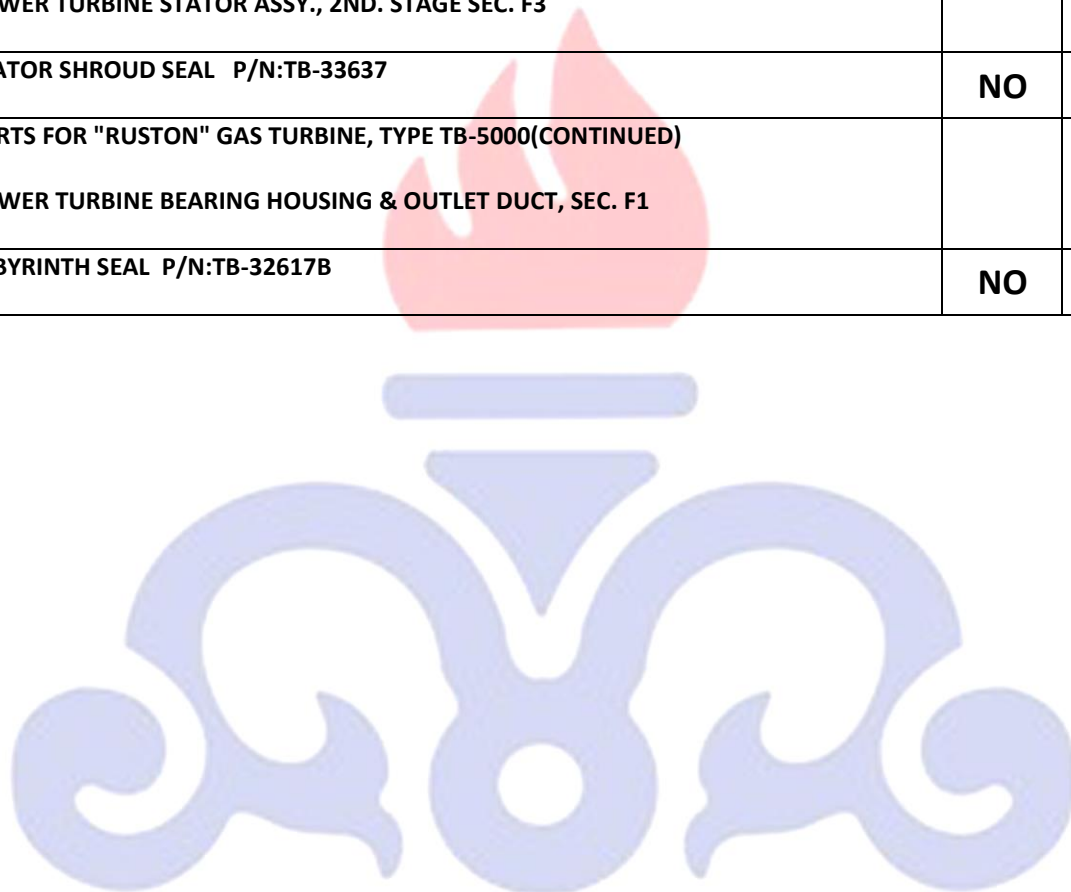 WER TURBINE STATOR ASSY., 2ND. STAGE SEC. F3
ATOR SHROUD SEAL P/N:TB-33637
NO
RTS FOR "RUSTON" GAS TURBINE, TYPE TB-5000(CONTINUED)
WER TURBINE BEARING HOUSING & OUTLET DUCT, SEC. F1
BYRINTH SEAL P/N:TB-32617B
NO